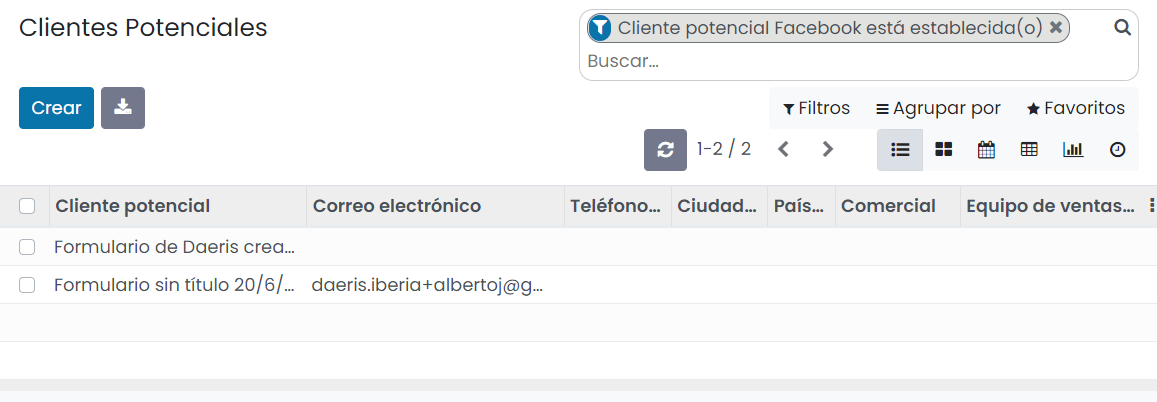 Clientes Potenciales
Cliente potencial Facebook está establecida(o)
Buscar...
Crear
Filtros Agrupar por Favoritos
1-2 / 2
Cliente potencial Correo electrónico Teléfono... Ciudad... País... Comercial Equipo de ventas...
Formulario de Daeris crea...
Formulario sin título 20/6/... daeris.iberia+albertoj@g...